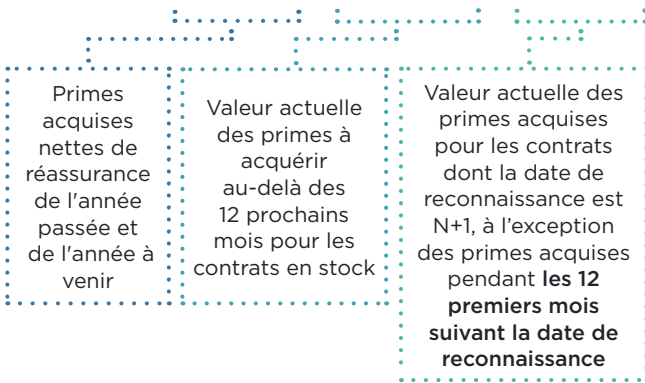 Primes
acquises
nettes de
réassurance
de l'année
passée et
de l'année à
venir
Valeur actuelle
des primes à
acquérir
au-delà des
12 prochains
mois pour les
contrats en stock
Valeur actuelle des
primes acquises
pour les contrats
dont la date de
reconnaissance est
N+1, à l’exception
des primes acquises
pendant les 12
premiers mois
suivant la date de
reconnaissance